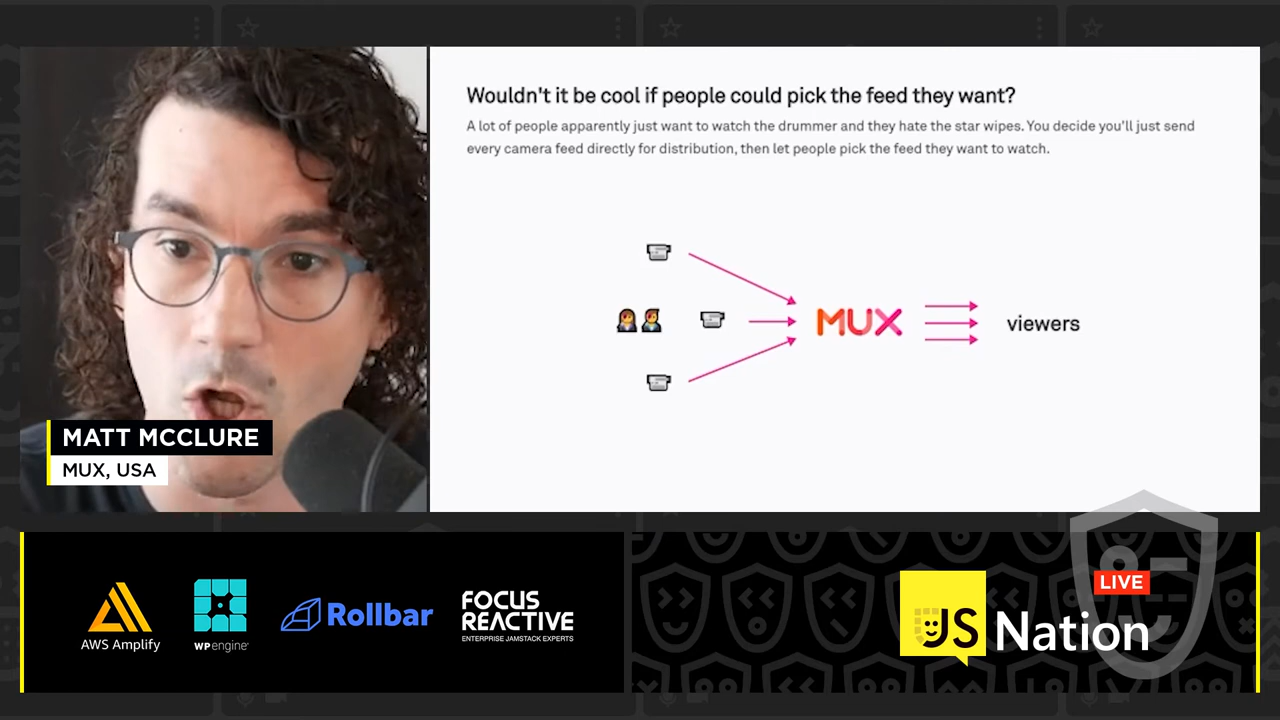 Wouldn't it be cool if people could pick the feed they want?
A lot of people apparently just want to watch the drummer and they hate the star wipes. You decide you'll just send
every camera feed directly for distribution, then let people pick the feed they want to watch.
MUX
viewers
MATT MCCLURE
MUX, USA
AWS Amplify
WP engine
Rollbar
FOCUS
REACTIVE
ENTERPRISE JAMSTACK EXPERTS
LIVE
JS Nation